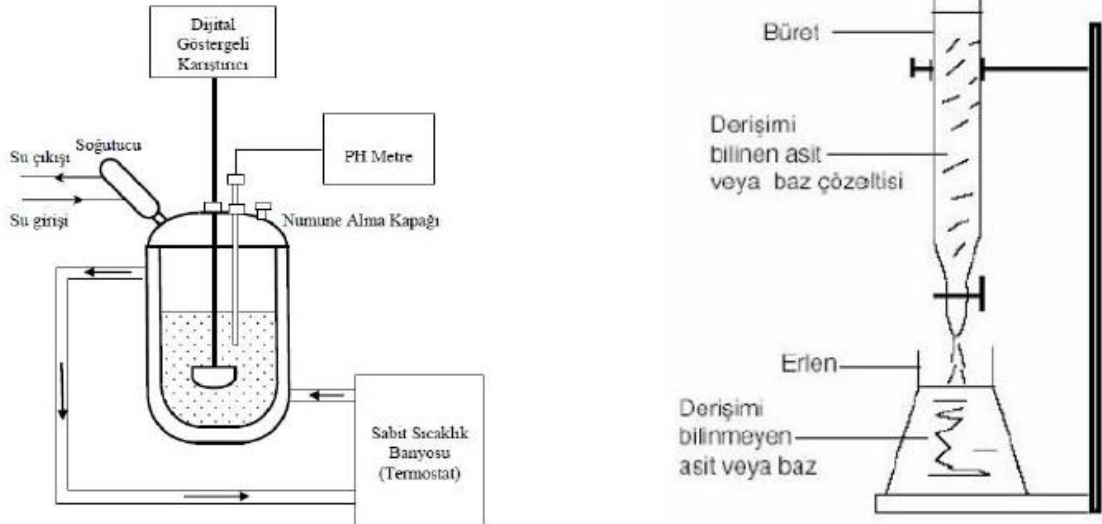 Dijital
Göstergeli
Karıştırıcı
Soğutucu
Su çıkışı
Su girişi
PH Metre
Numune Alma Kapağı
Sabit Sıcaklık
Banyosu
(Termostat)
Büret
Derişimi
bilinen asit
veya baz çözeltisi
Erlen
Derişimi
bilinmeyen
asit veya baz